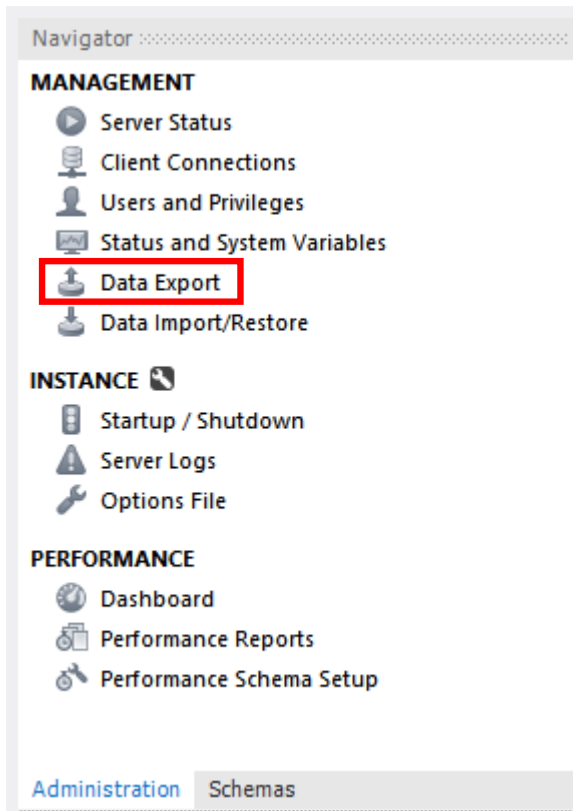 Navigator
MANAGEMENT
Server Status
Client Connections
Users and Privileges
Status and System Variables
Data Export
Data Import/Restore
INSTANCE
Startup / Shutdown
Server Logs
Options File
PERFORMANCE
Dashboard
Performance Reports
Performance Schema Setup
Administration Schemas